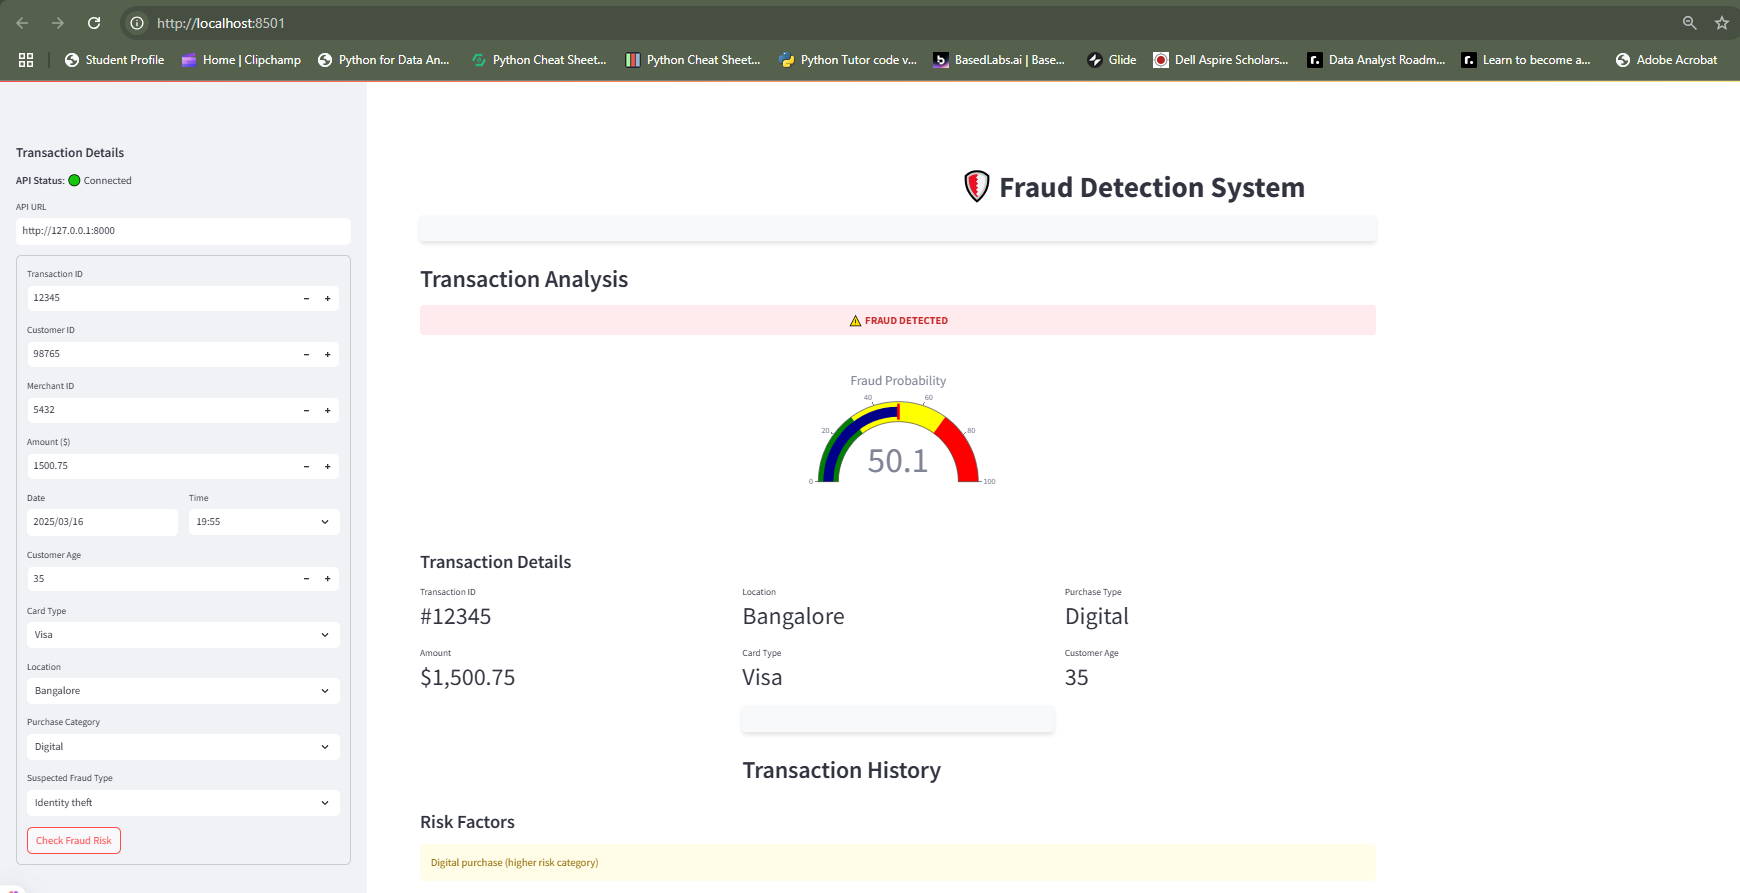 http://localhost:8501
Student Profile
Home | Clipchamp
Python for Data An...
Python Cheat Sheet...
Python Cheat Sheet...
Python Tutor code v...
BasedLabs.ai | Base...
Glide
Dell Aspire Scholars...
Data Analyst Roadm...
Learn to become a...
Adobe Acrobat
Transaction Details
API Status: Connected
API URL
http://127.0.0.1:8000
Transaction ID
12345
Customer ID
98765
Merchant ID
5432
Amount ($)
1500.75
Date
Time
2025/03/16
19:55
Customer Age
35
Card Type
Visa
Location
Bangalore
Purchase Category
Digital
Suspected Fraud Type
Identity theft
Check Fraud Risk
Fraud Detection System
Transaction Analysis
FRAUD DETECTED
Fraud Probability
0
20
40
60
80
100
50.1
Transaction Details
Transaction ID
#12345
Location
Bangalore
Purchase Type
Digital
Amount
$1,500.75
Card Type
Visa
Customer Age
35
Transaction History
Risk Factors
Digital purchase (higher risk category)